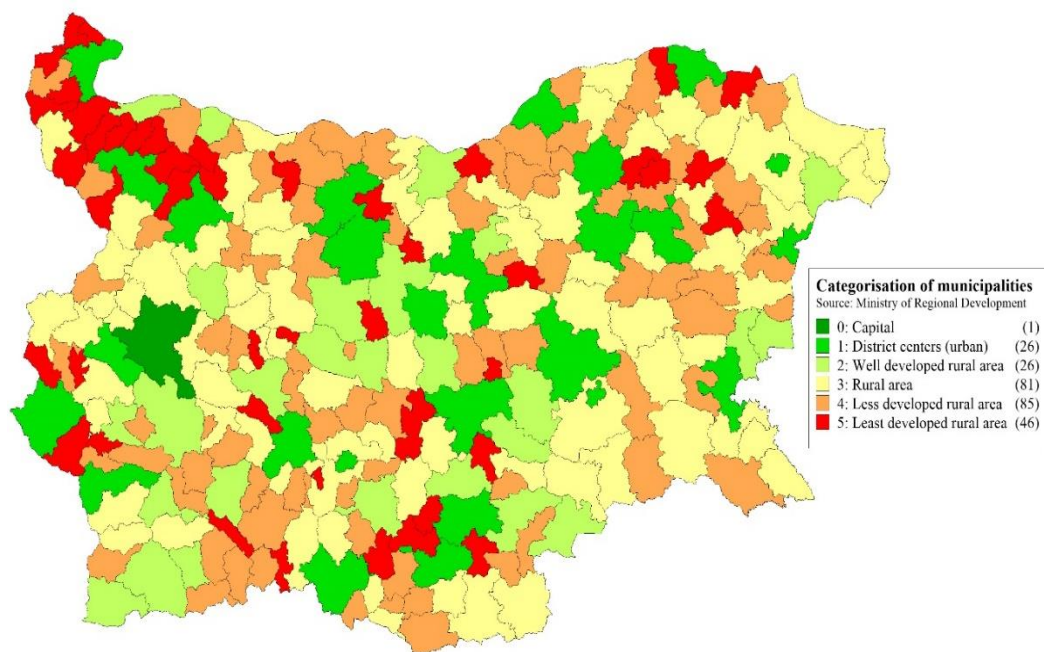 Categorisation of municipalities
Source: Ministry of Regional Development
0: Capital (1)
1: District centers (urban) (26)
2: Well developed rural area (26)
3: Rural area (81)
4: Less developed rural area (85)
5: Least developed rural area (46)